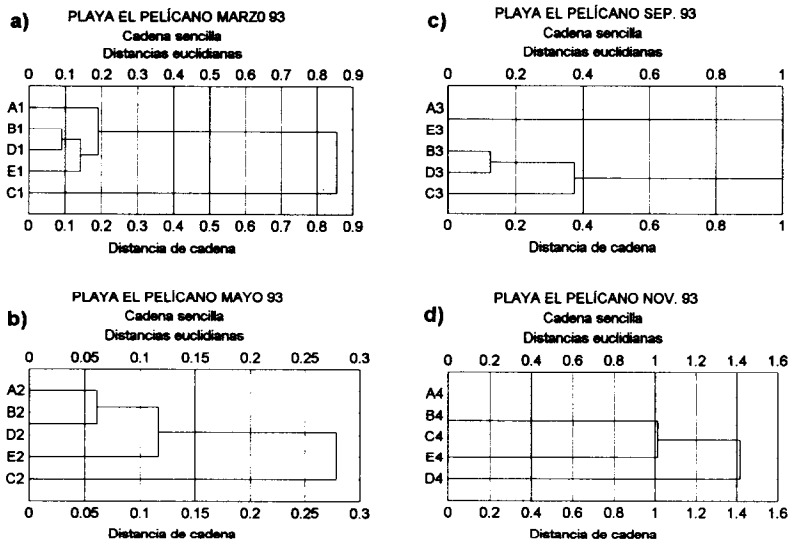 a)
PLAYA EL PELÍCANO MARZ0 93
Cadena sencilla
Distancias euclidianas
0 0.1 0.2 0.3 0.4 0.5 0.6 0.7 0.8 0.9
A1
B1
D1
E1
C1
0 0.1 0.2 0.3 0.4 0.5 0.6 0.7 0.8 0.9
Distancia de cadena
b)
PLAYA EL PELÍCANO MAYO 93
Cadena sencilla
Distancias euclidianas
0 0.05 0.1 0.15 0.2 0.25 0.3
A2
B2
D2
E2
C2
0 0.05 0.1 0.15 0.2 0.25 0.3
Distancia de cadena
c)
PLAYA EL PELÍCANO SEP. 93
Cadena sencilla
Distancias euclidianas
0 0.2 0.4 0.6 0.8 1
A3
E3
B3
D3
C3
0 0.2 0.4 0.6 0.8 1
Distancia de cadena
d)
PLAYA EL PELÍCANO NOV. 93
Cadena sencilla
Distancias euclidianas
0 0.2 0.4 0.6 0.8 1 1.2 1.4 1.6
A4
B4
C4
E4
D4
0 0.2 0.4 0.6 0.8 1 1.2 1.4 1.6
Distancia de cadena